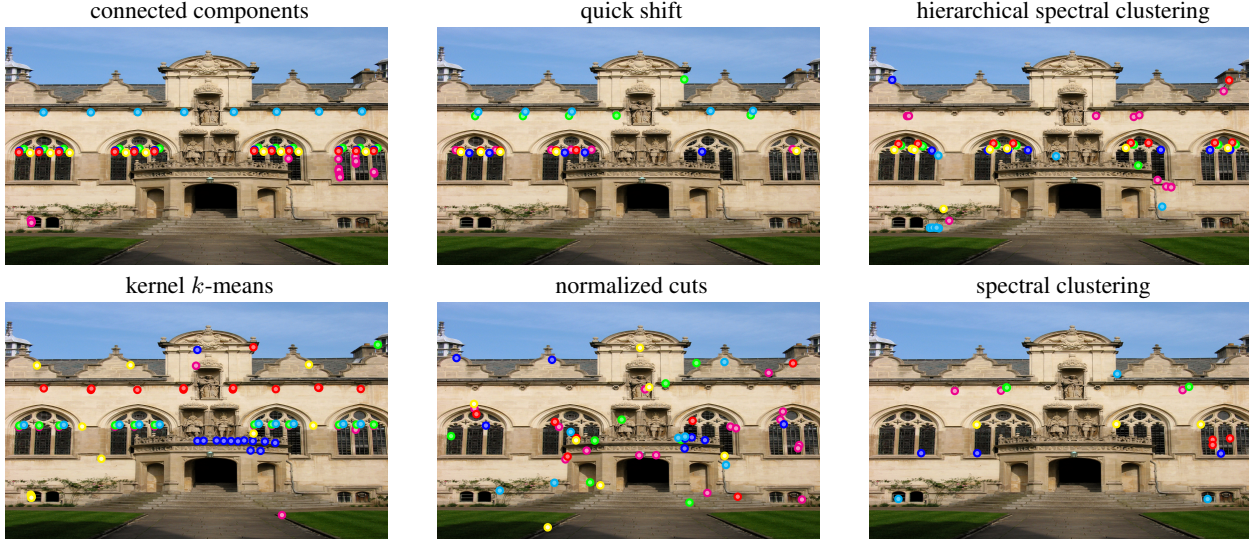 connected components
quick shift
hierarchical spectral clustering
kernel k-means
normalized cuts
spectral clustering